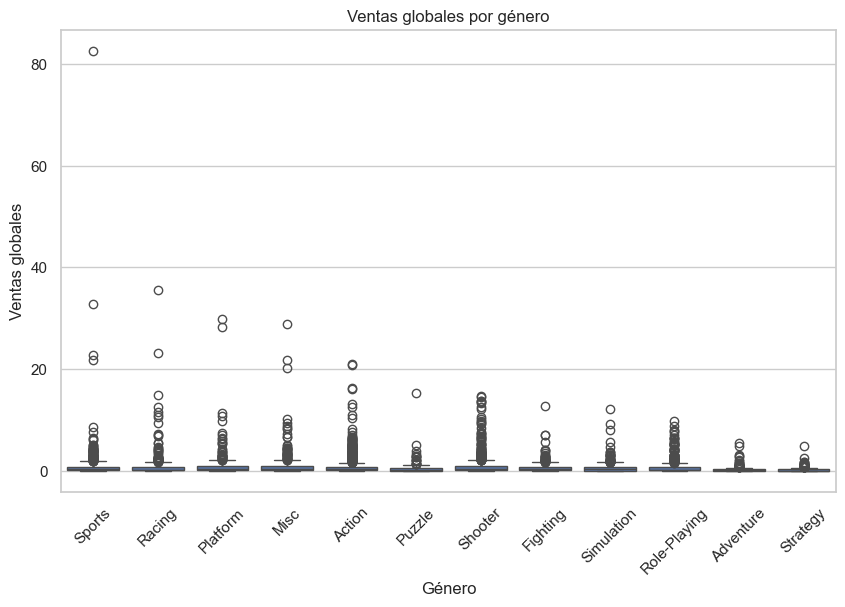 Ventas globales por género
Ventas globales
80
60
40
20
0
Sports
Racing
Platform
Misc
Action
Puzzle
Shooter
Fighting
Simulation
Role-Playing
Adventure
Strategy
Género